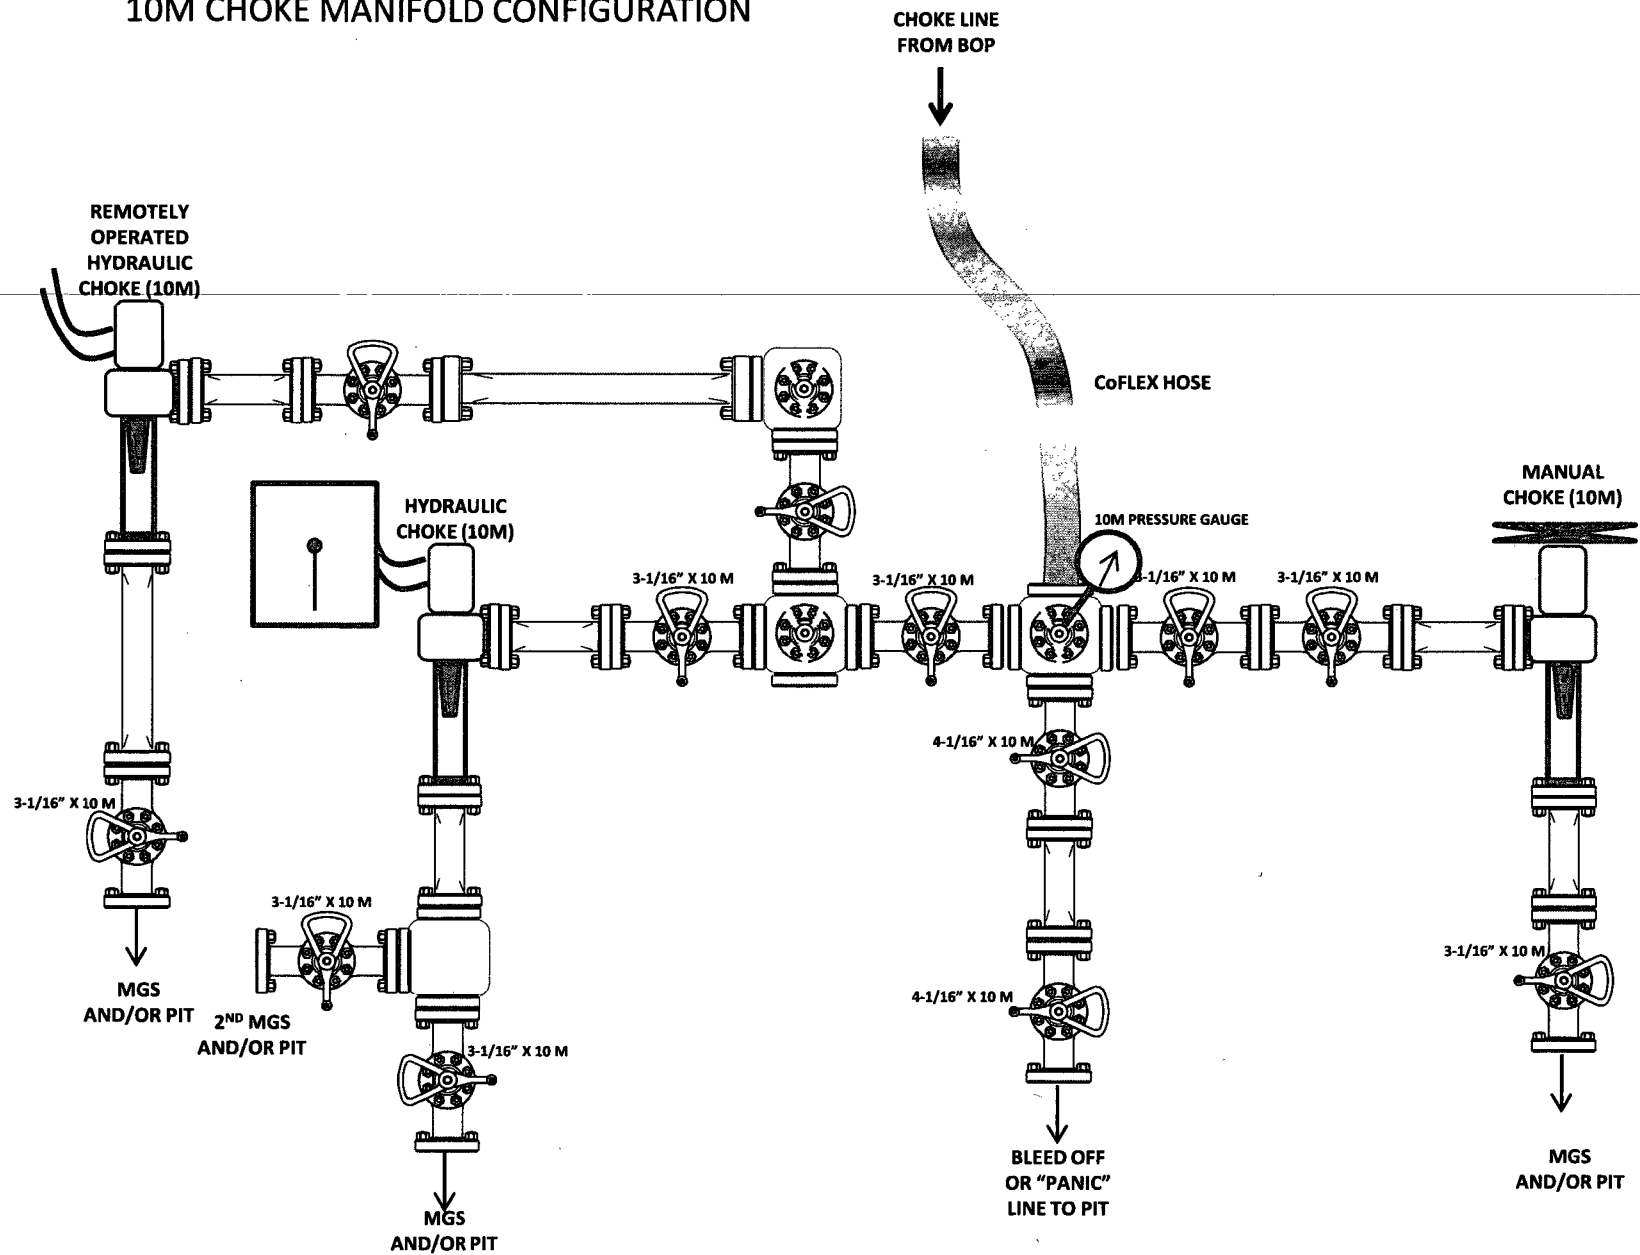 10M CHOKE MANIFOLD CONFIGURATION
CHOKE LINE
FROM BOP
REMOTELY
OPERATED
HYDRAULIC
CHOKE (10M)
CoFLEX HOSE
MANUAL
CHOKE (10M)
HYDRAULIC
CHOKE (10M)
10M PRESSURE GAUGE
3-1/16” X 10 M
3-1/16” X 10 M
3-1/16” X 10 M
3-1/16” X 10 M
4-1/16” X 10 M
3-1/16” X 10 M
3-1/16” X 10 M
3-1/16” X 10 M
4-1/16” X 10 M
MGS
AND/OR PIT
2ND MGS
AND/OR PIT
3-1/16” X 10 M
BLEED OFF
OR “PANIC”
LINE TO PIT
MGS
AND/OR PIT
MGS
AND/OR PIT